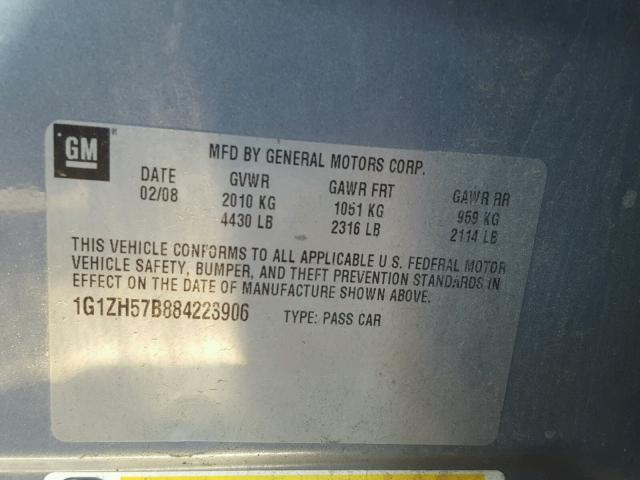 GM
MFD BY GENERAL MOTORS CORP.
DATE GVWR GAWR FRT GAWR RR
02/08 2010 KG 1051 KG 959 KG
4430 LB 2316 LB 2114 LB
THIS VEHICLE CONFORMS TO ALL APPLICABLE U.S. FEDERAL MOTOR
VEHICLE SAFETY, BUMPER, AND THEFT PREVENTION STANDARDS IN
EFFECT ON THE DATE OF MANUFACTURE SHOWN ABOVE.
1G1ZH57B884223906 TYPE: PASS CAR